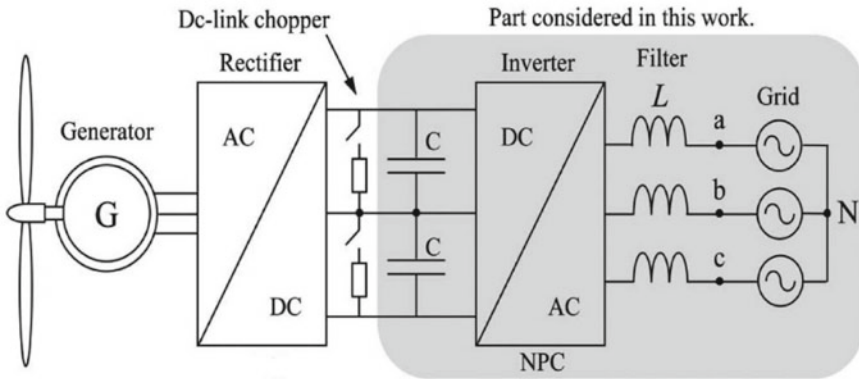 Dc-link chopper
Part considered in this work.
Rectifier
Inverter
Filter
Generator
L
Grid
AC
C
DC
a
G
b
N
C
c
DC
AC
NPC